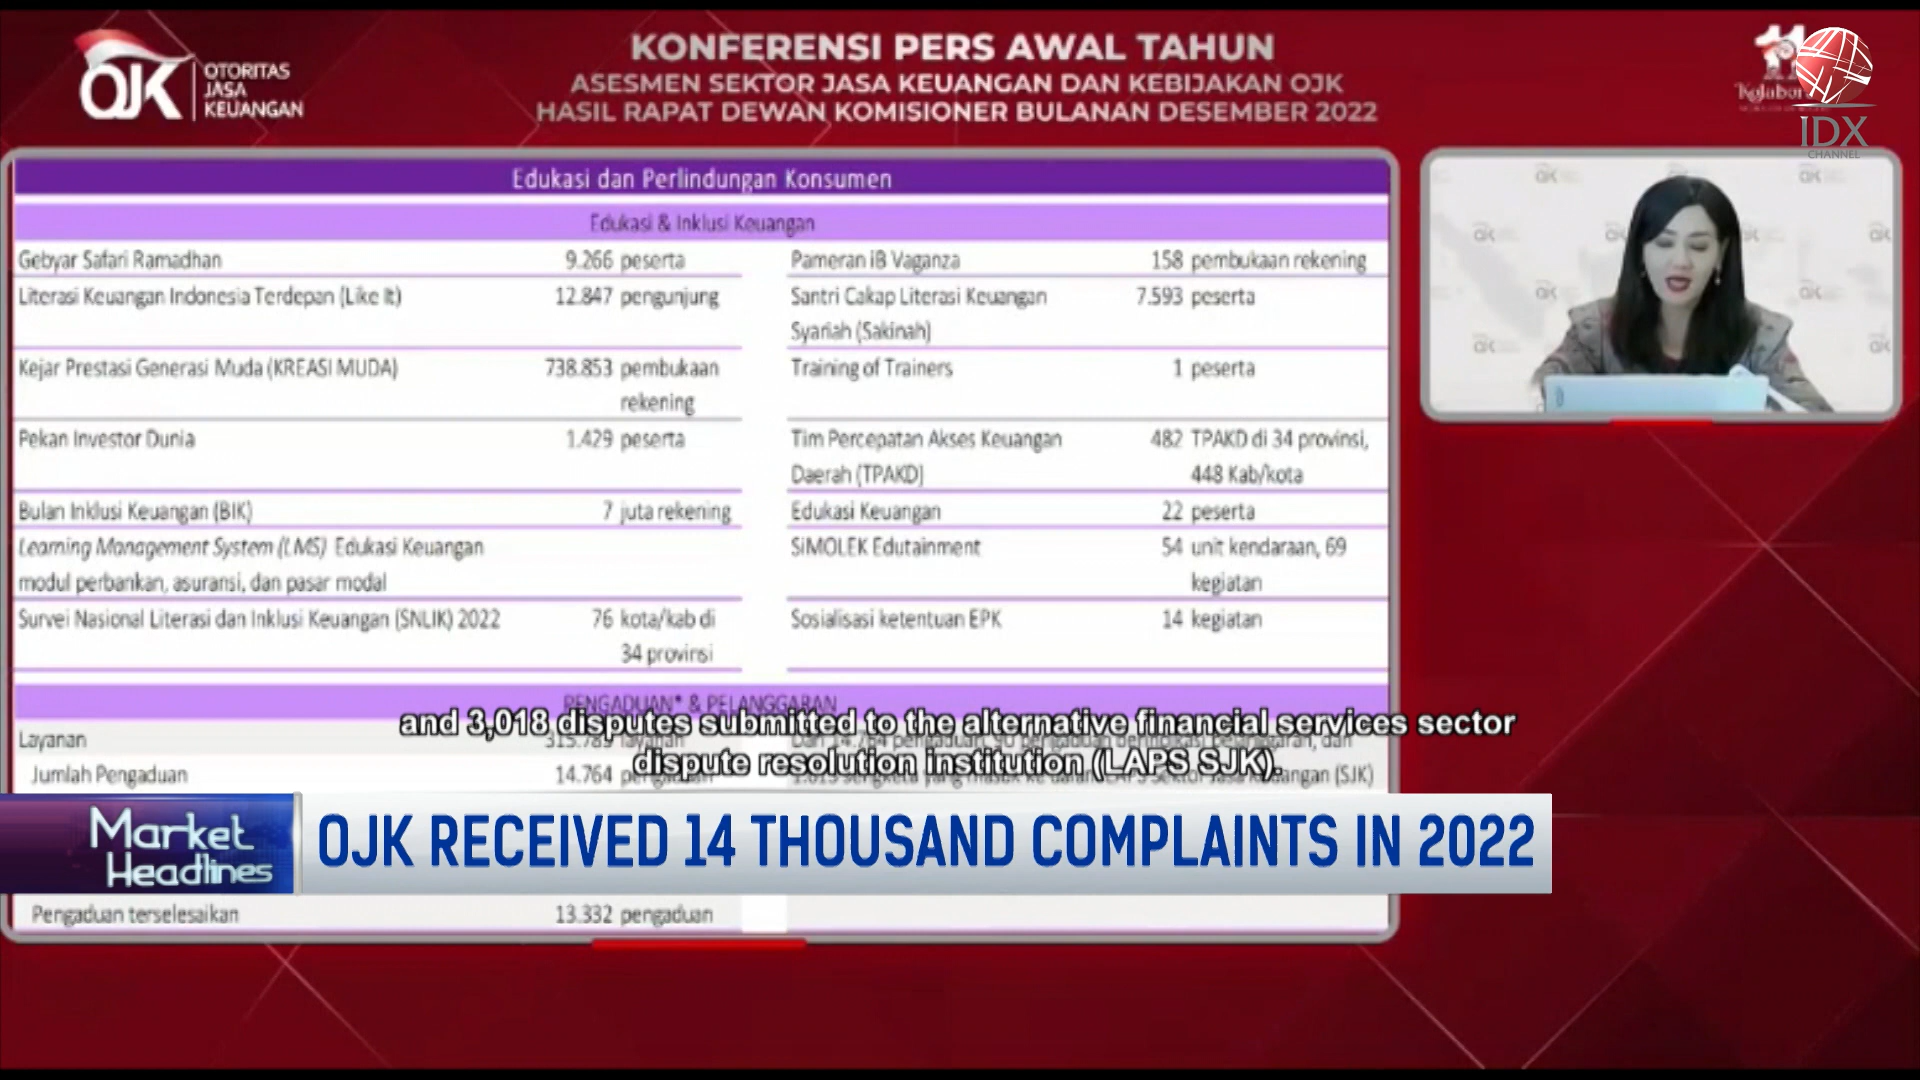 OJK
OTORITAS
JASA
KEUANGAN
KONFERENSI PERS AWAL TAHUN
ASESMEN SEKTOR JASA KEUANGAN DAN KEBIJAKAN OJK
HASIL RAPAT DEWAN KOMISIONER BULANAN DESEMBER 2022
11
IDX
CHANNEL
Edukasi dan Perlindungan Konsumen
Edukasi & Inklusi Keuangan
Gebyar Safari Ramadhan 9.266 peserta
Literasi Keuangan Indonesia Terdepan (Like It) 12.847 pengunjung
Kejar Prestasi Generasi Muda (KREASI MUDA) 738.853 pembukaan
rekening
Pekan Investor Dunia 1.429 peserta
Bulan Inklusi Keuangan (BIK) 7 juta rekening
Learning Management System (LMS) Edukasi Keuangan
modul perbankan, asuransi, dan pasar modal
Survei Nasional Literasi dan Inklusi Keuangan (SNLIK) 2022 76 kota/kab di
34 provinsi
Pameran iB Vaganza 158 pembukaan rekening
Santri Cakap Literasi Keuangan 7.593 peserta
Syariah (Sakinah)
Training of Trainers 1 peserta
Tim Percepatan Akses Keuangan 482 TPAKD di 34 provinsi,
Daerah (TPAKD) 448 Kab/kota
Edukasi Keuangan 22 peserta
SiMOLEK Edutainment 54 unit kendaraan, 69
kegiatan
Sosialisasi ketentuan EPK 14 kegiatan
PENGADUAN* & PELANGGARAN
and 3,018 disputes submitted to the alternative financial services sector
dispute resolution institution (LAPS SJK).
Layanan 315.783 layanan
Jumlah Pengaduan 14.764 pengaduan
(SJK)
Market
Headlines
OJK RECEIVED 14 THOUSAND COMPLAINTS IN 2022
Pengaduan terselesaikan 13.332 pengaduan